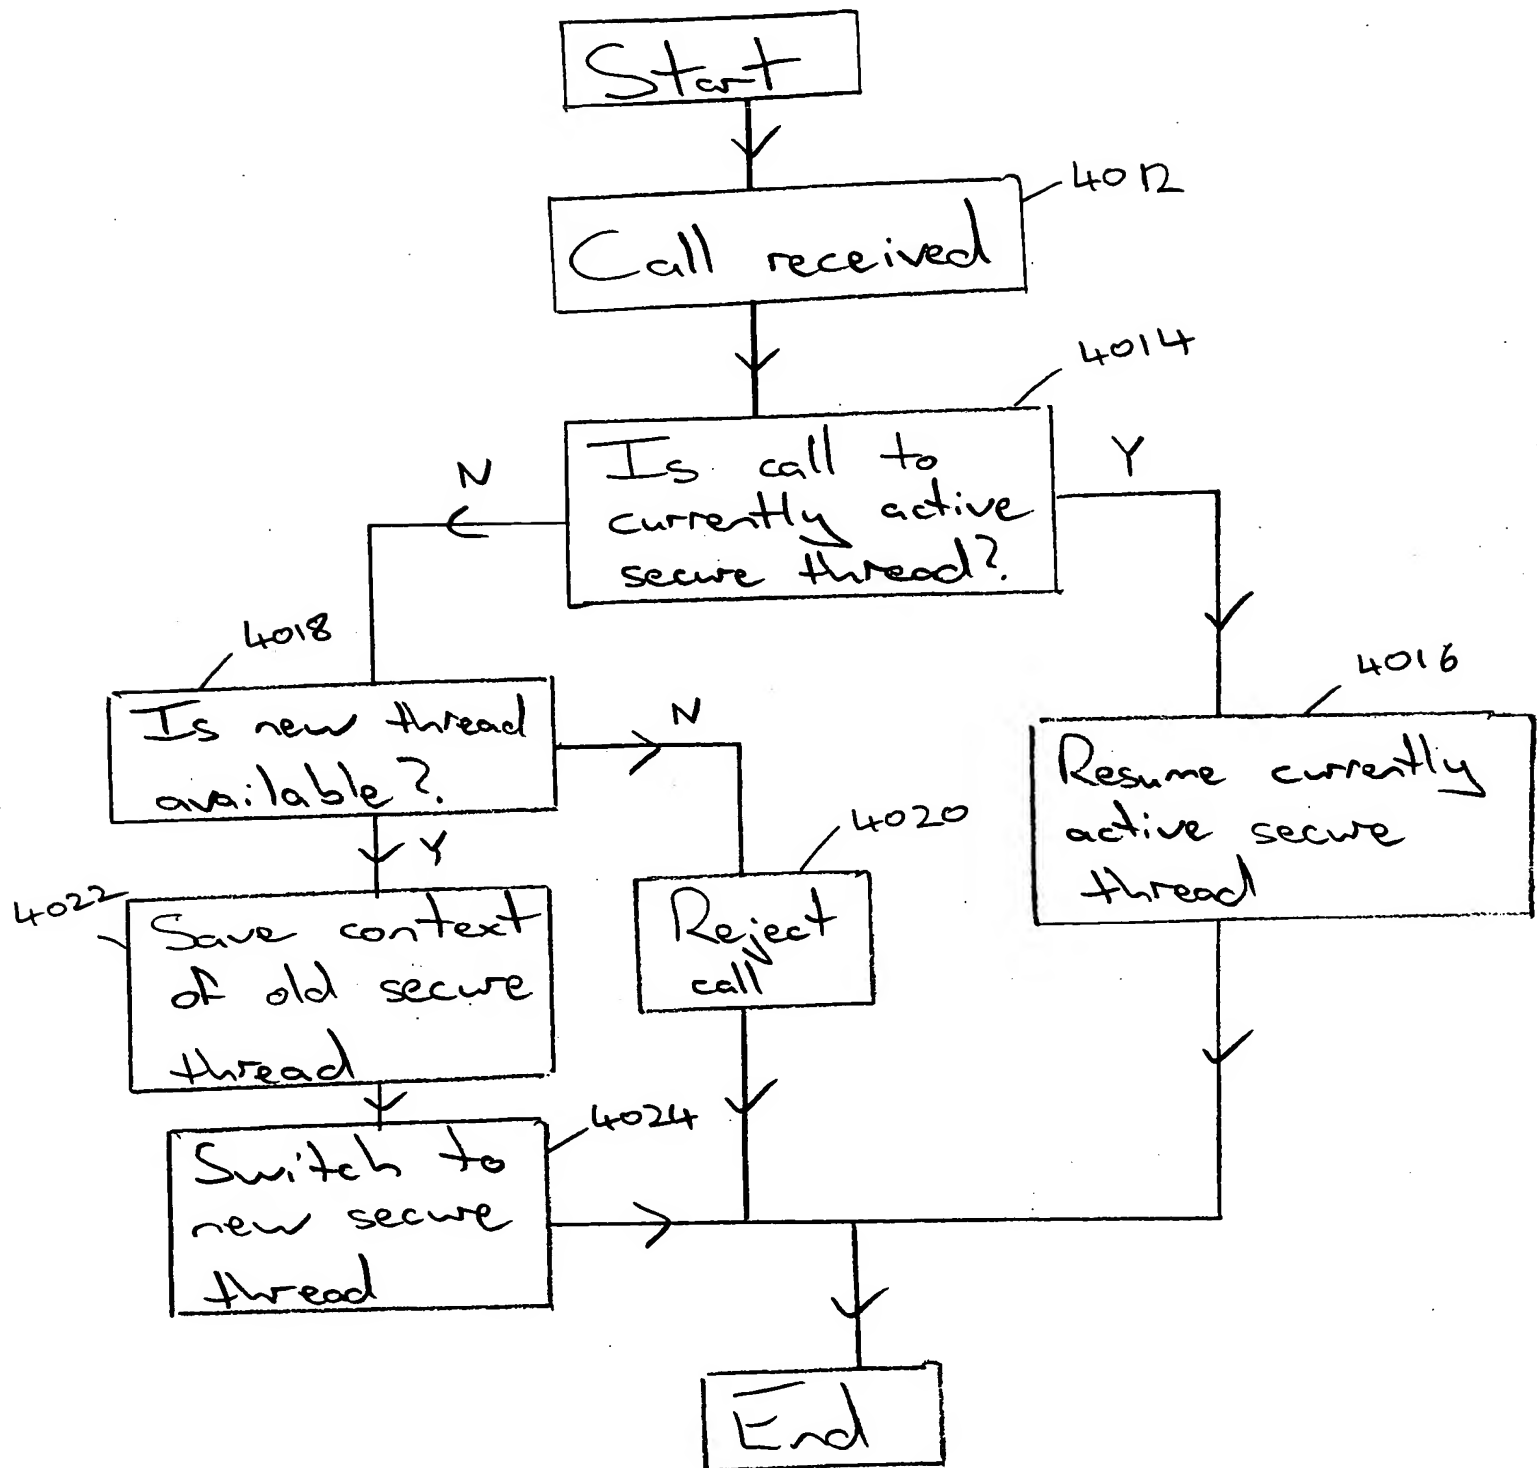 Start
4012
Call received
4014
Is call to
currently active
secure thread?
N
Y
4018
Is new thread
available?
N
Y
4016
Resume currently
active secure
thread
4020
Reject
call
4022
Save context
of old secure
thread
4024
Switch to
new secure
thread
End